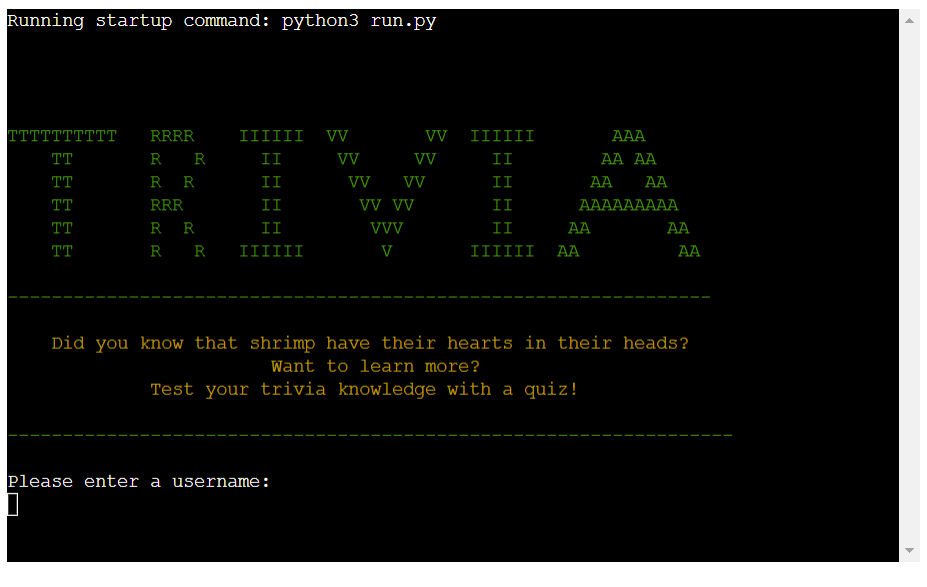 Running startup command: python3 run.py
TTTTTTTTTT   RRRR    IIIIII  VV       VV  IIIIII       AAA
    TT       R   R     II     VV     VV     II        AA AA
    TT       R  R      II      VV   VV      II       AA   AA
    TT       RRR       II       VV VV       II      AAAAAAAAA
    TT       R  R      II        VVV        II     AA       AA
    TT       R   R   IIIIII       V       IIIIII  AA         AA
----------------------------------------------------------------
    Did you know that shrimp have their hearts in their heads?
                        Want to learn more?
             Test your trivia knowledge with a quiz!
------------------------------------------------------------------
Please enter a username: